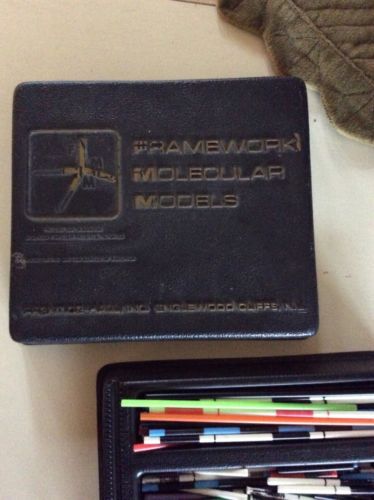 FRAMEWORK
MOLECULAR
MODELS
PRENTICE-HALL, INC. ENGLEWOOD CLIFFS, N.J.